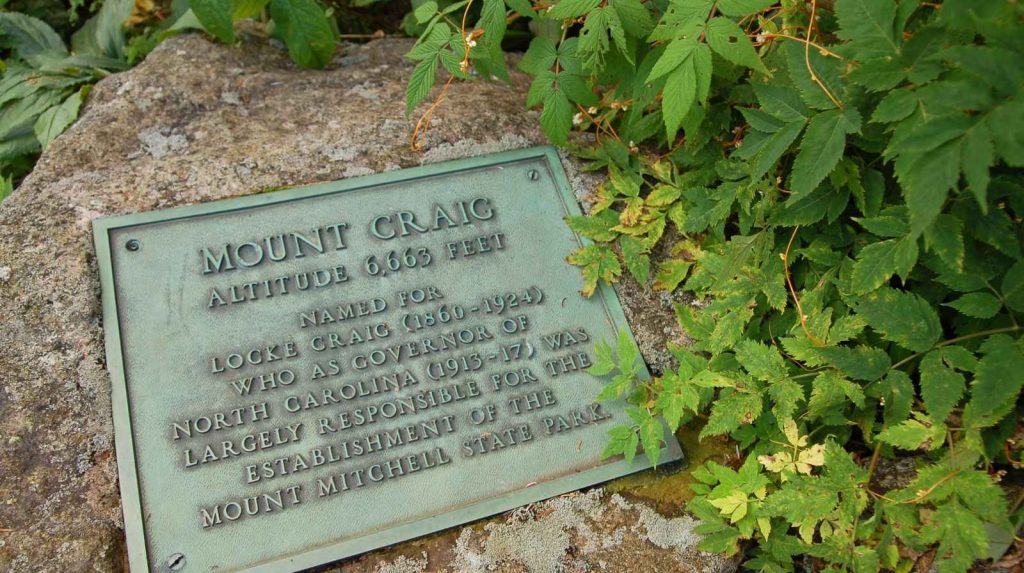 MOUNT CRAIG
ALTITUDE 6,663 FEET
NAMED FOR
LOCKE CRAIG (1860-1924)
WHO AS GOVERNOR OF
NORTH CAROLINA (1913-17) WAS
LARGELY RESPONSIBLE FOR THE
ESTABLISHMENT OF THE
MOUNT MITCHELL STATE PARK.